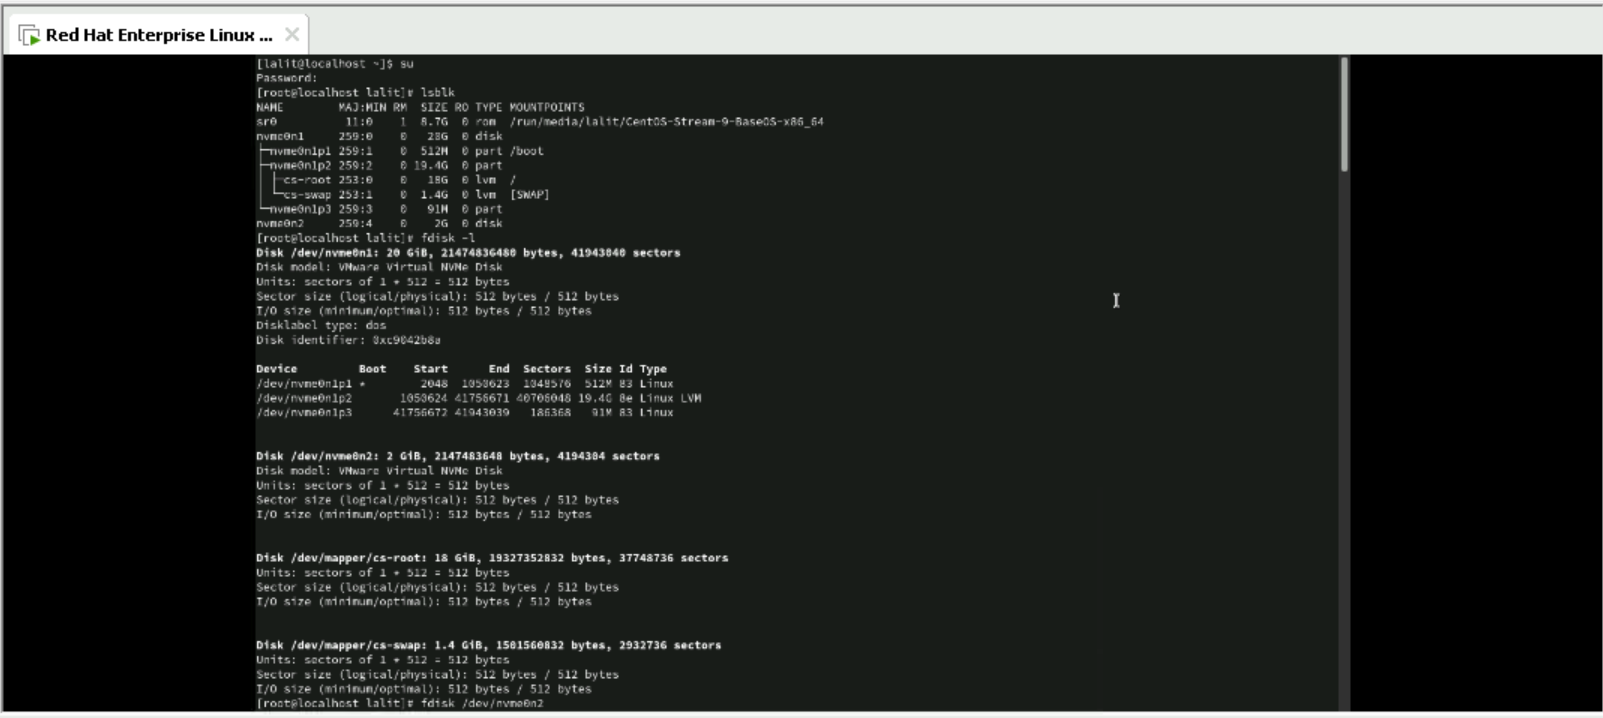 Red Hat Enterprise Linux ...
[lalit@localhost ~]$ su
Password:
[root@localhost lalit]# lsblk
NAME        MAJ:MIN RM  SIZE RO TYPE MOUNTPOINTS
sr0          11:0    1  8.7G  0 rom  /run/media/lalit/CentOS-Stream-9-BaseOS-x86_64
nvme0n1     259:0    0   20G  0 disk
├─nvme0n1p1 259:1    0  512M  0 part /boot
├─nvme0n1p2 259:2    0 19.4G  0 part
│ ├─cs-root 253:0    0   18G  0 lvm  /
│ └─cs-swap 253:1    0  1.4G  0 lvm  [SWAP]
└─nvme0n1p3 259:3    0   91M  0 part
nvme0n2     259:4    0    2G  0 disk
[root@localhost lalit]# fdisk -l
Disk /dev/nvme0n1: 20 GiB, 21474836480 bytes, 41943040 sectors
Disk model: VMware Virtual NVMe Disk
Units: sectors of 1 * 512 = 512 bytes
Sector size (logical/physical): 512 bytes / 512 bytes
I/O size (minimum/optimal): 512 bytes / 512 bytes
Disklabel type: dos
Disk identifier: 0xc9042b8a
Device         Boot    Start      End  Sectors  Size Id Type
/dev/nvme0n1p1 *        2048  1050623  1048576  512M 83 Linux
/dev/nvme0n1p2       1050624 41756671 40706048 19.4G 8e Linux LVM
/dev/nvme0n1p3      41756672 41943039   186368   91M 83 Linux
Disk /dev/nvme0n2: 2 GiB, 2147483648 bytes, 4194304 sectors
Disk model: VMware Virtual NVMe Disk
Units: sectors of 1 * 512 = 512 bytes
Sector size (logical/physical): 512 bytes / 512 bytes
I/O size (minimum/optimal): 512 bytes / 512 bytes
Disk /dev/mapper/cs-root: 18 GiB, 19327352832 bytes, 37748736 sectors
Units: sectors of 1 * 512 = 512 bytes
Sector size (logical/physical): 512 bytes / 512 bytes
I/O size (minimum/optimal): 512 bytes / 512 bytes
Disk /dev/mapper/cs-swap: 1.4 GiB, 1501560832 bytes, 2932736 sectors
Units: sectors of 1 * 512 = 512 bytes
Sector size (logical/physical): 512 bytes / 512 bytes
I/O size (minimum/optimal): 512 bytes / 512 bytes
[root@localhost lalit]# fdisk /dev/nvme0n2